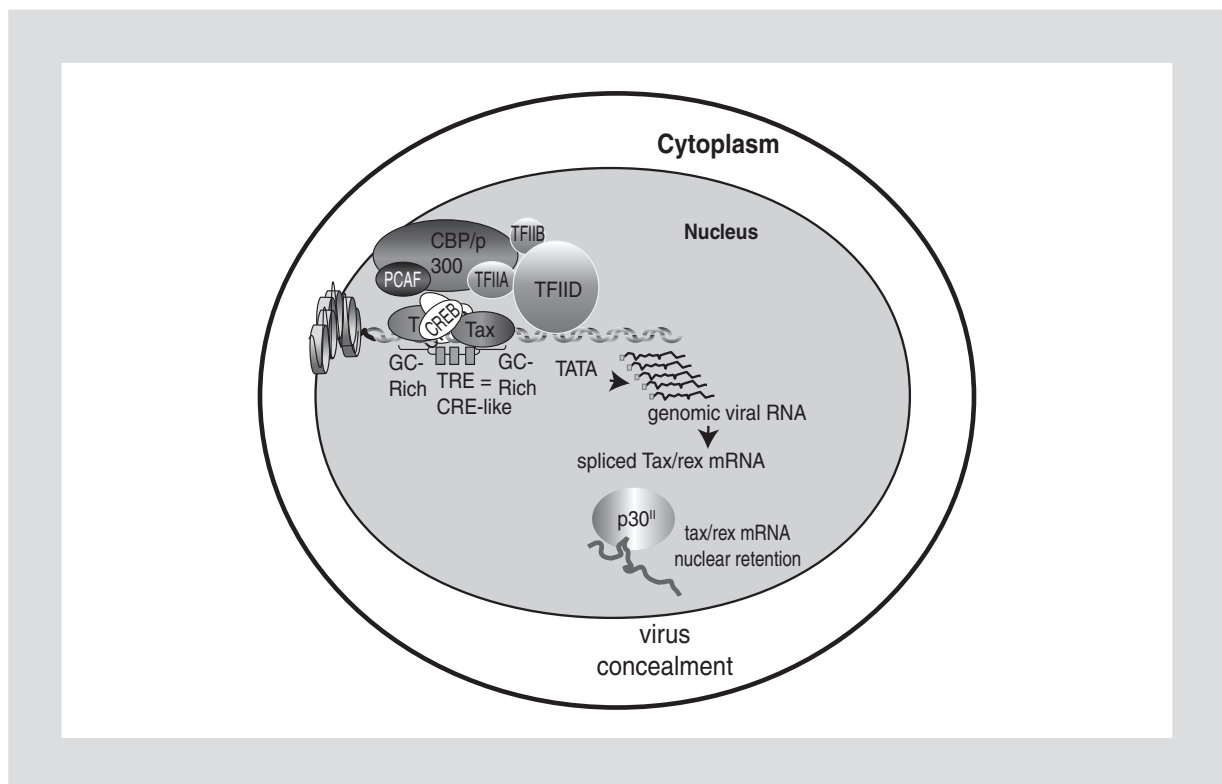 Cytoplasm
Nucleus
CBP/p
300
TFIIB
PCAF
TFIIA
TFIID
T
CREB
Tax
GC-
Rich
TRE =
CRE-like
GC-
Rich
TATA
genomic viral RNA
spliced Tax/rex mRNA
p30ᴵᴵ
tax/rex mRNA
nuclear retention
virus
concealment